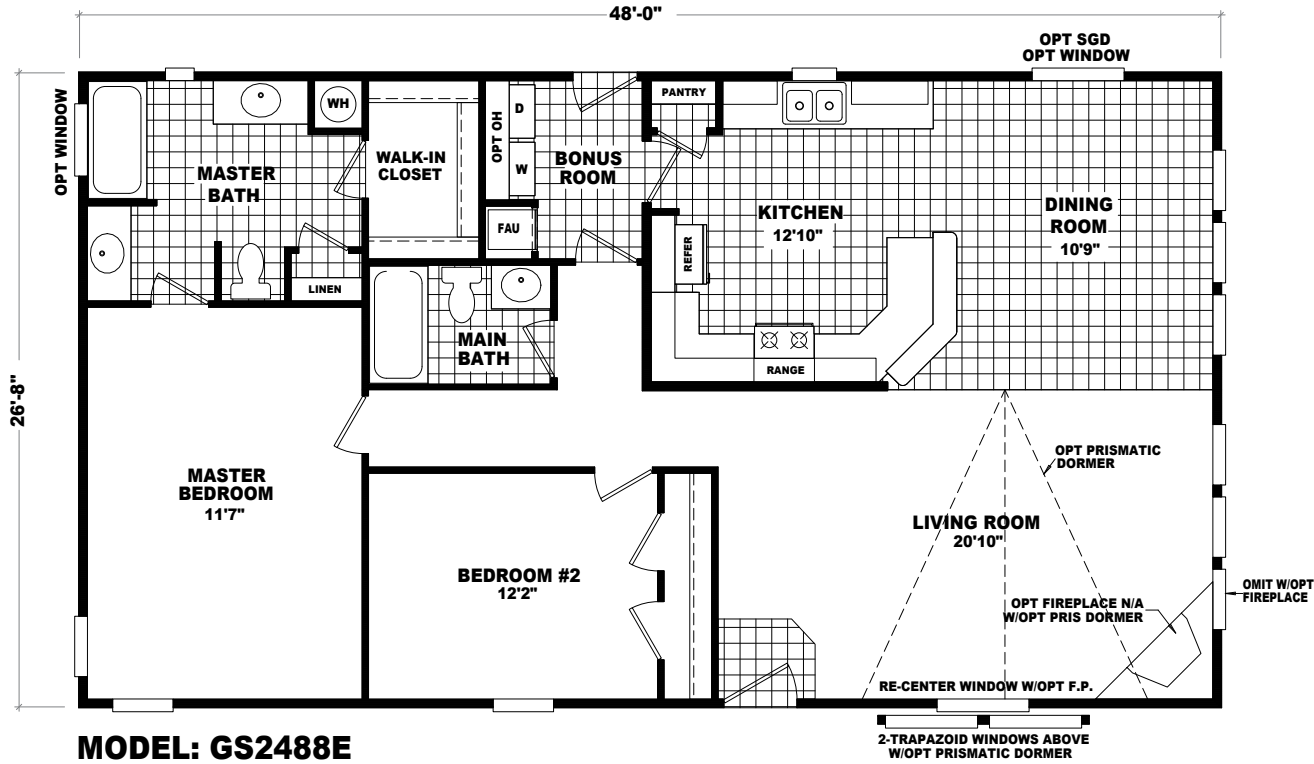 48'-0"
OPT SGD
OPT WINDOW
OPT WINDOW
26'-8"
WH
MASTER
BATH
WALK-IN
CLOSET
OPT OH
D
W
BONUS
ROOM
FAU
PANTRY
KITCHEN
12'10"
REFER
DINING
ROOM
10'9"
LINEN
MAIN
BATH
RANGE
MASTER
BEDROOM
11'7"
BEDROOM #2
12'2"
OPT PRISMATIC
DORMER
LIVING ROOM
20'10"
OPT FIREPLACE N/A
W/OPT PRIS DORMER
OMIT W/OPT
FIREPLACE
RE-CENTER WINDOW W/OPT F.P.
2-TRAPAZOID WINDOWS ABOVE
W/OPT PRISMATIC DORMER
MODEL: GS2488E